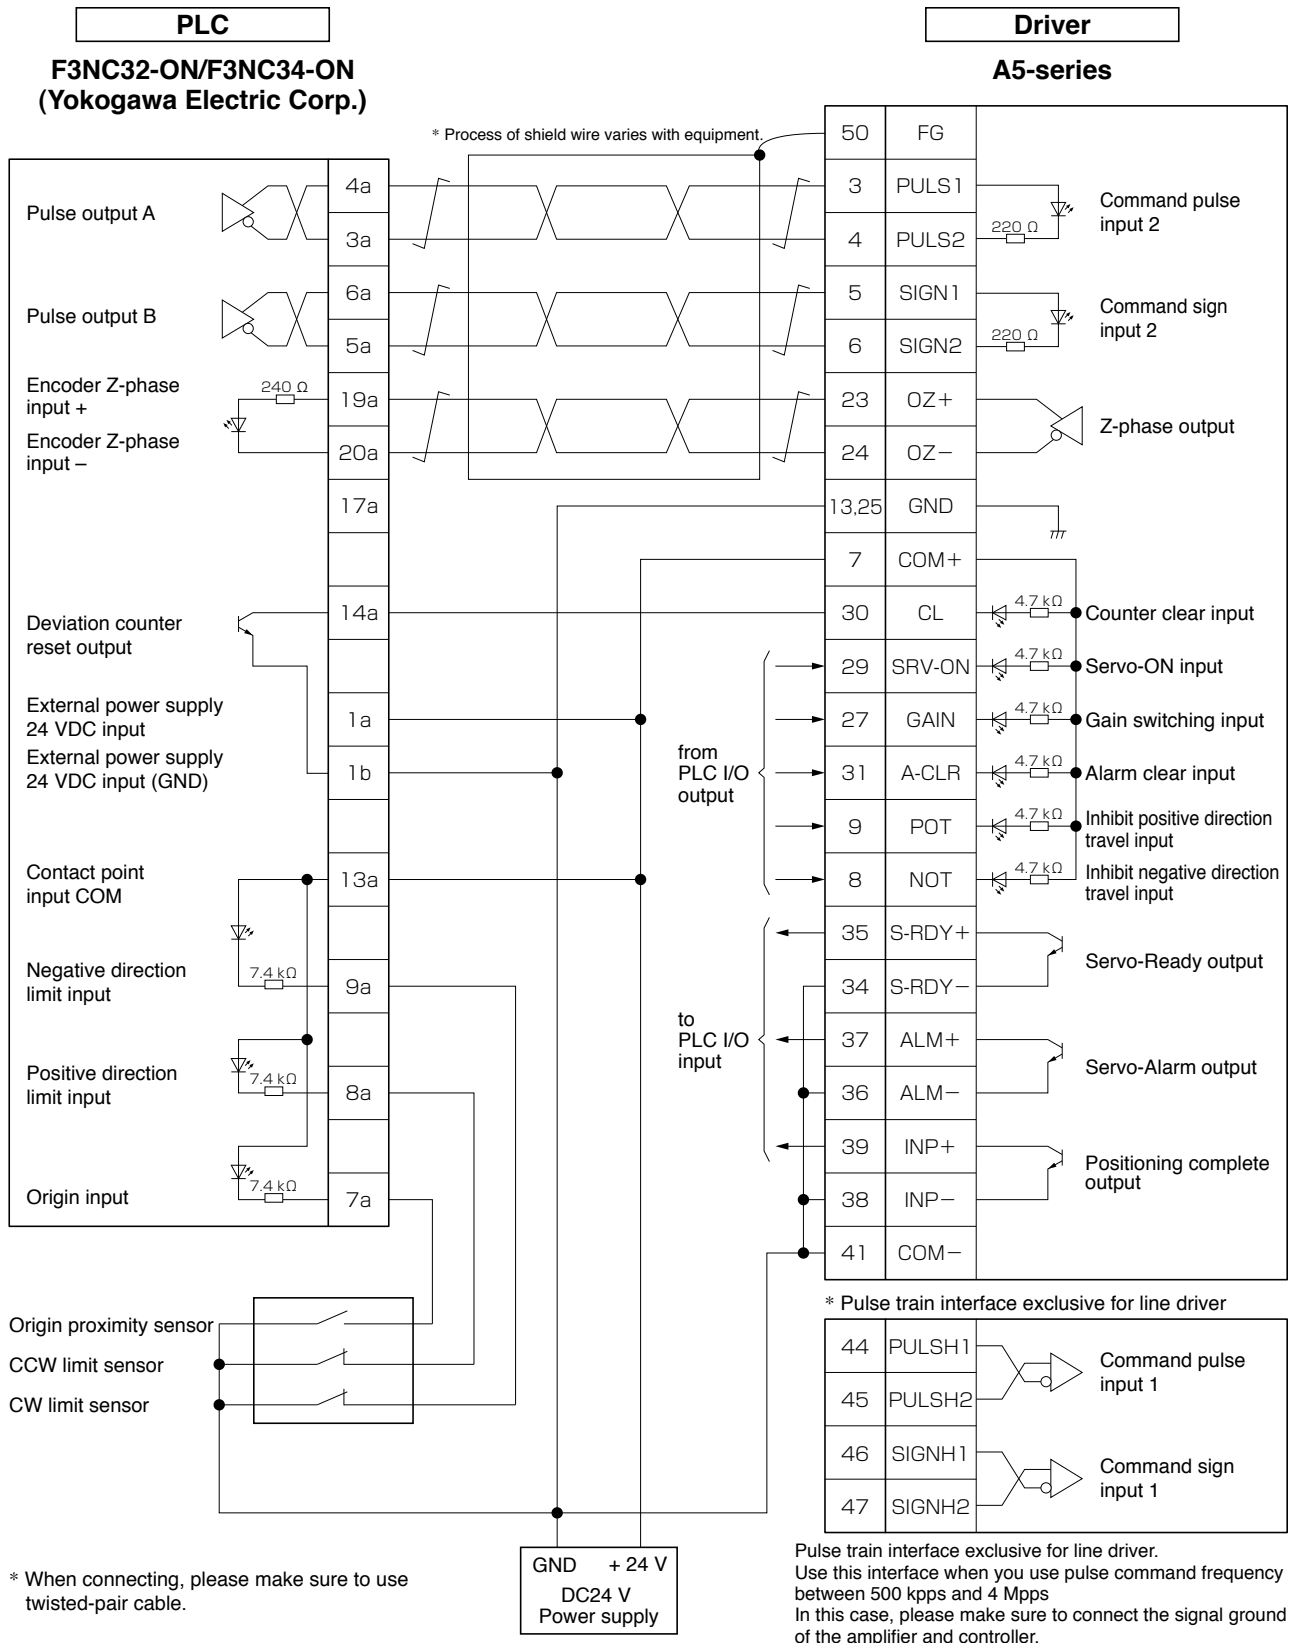 PLC
Driver
F3NC32-ON/F3NC34-ON
(Yokogawa Electric Corp.)
A5-series
* Process of shield wire varies with equipment.
50 FG
Pulse output A
4a
3a
3 PULS1
4 PULS2
220 Ω
Command pulse
input 2
Pulse output B
6a
5a
5 SIGN1
6 SIGN2
220 Ω
Command sign
input 2
Encoder Z-phase
input +
240 Ω
19a
Encoder Z-phase
input –
20a
23 OZ+
24 OZ−
Z-phase output
17a
13,25 GND
7 COM+
Deviation counter
reset output
14a
30 CL
4.7 kΩ
Counter clear input
29 SRV-ON
4.7 kΩ
Servo-ON input
External power supply
24 VDC input
1a
27 GAIN
4.7 kΩ
Gain switching input
External power supply
24 VDC input (GND)
1b
from
PLC I/O
output
31 A-CLR
4.7 kΩ
Alarm clear input
9 POT
4.7 kΩ
Inhibit positive direction
travel input
Contact point
input COM
13a
8 NOT
4.7 kΩ
Inhibit negative direction
travel input
35 S-RDY+
Negative direction
limit input
7.4 kΩ
9a
34 S-RDY−
Servo-Ready output
to
PLC I/O
input
37 ALM+
Positive direction
limit input
7.4 kΩ
8a
36 ALM−
Servo-Alarm output
39 INP+
Origin input
7.4 kΩ
7a
38 INP−
Positioning complete
output
41 COM−
* Pulse train interface exclusive for line driver
Origin proximity sensor
CCW limit sensor
CW limit sensor
44 PULSH1
45 PULSH2
Command pulse
input 1
46 SIGNH1
47 SIGNH2
Command sign
input 1
GND + 24 V
DC24 V
Power supply
* When connecting, please make sure to use
twisted-pair cable.
Pulse train interface exclusive for line driver.
Use this interface when you use pulse command frequency
between 500 kpps and 4 Mpps
In this case, please make sure to connect the signal ground
of the amplifier and controller.